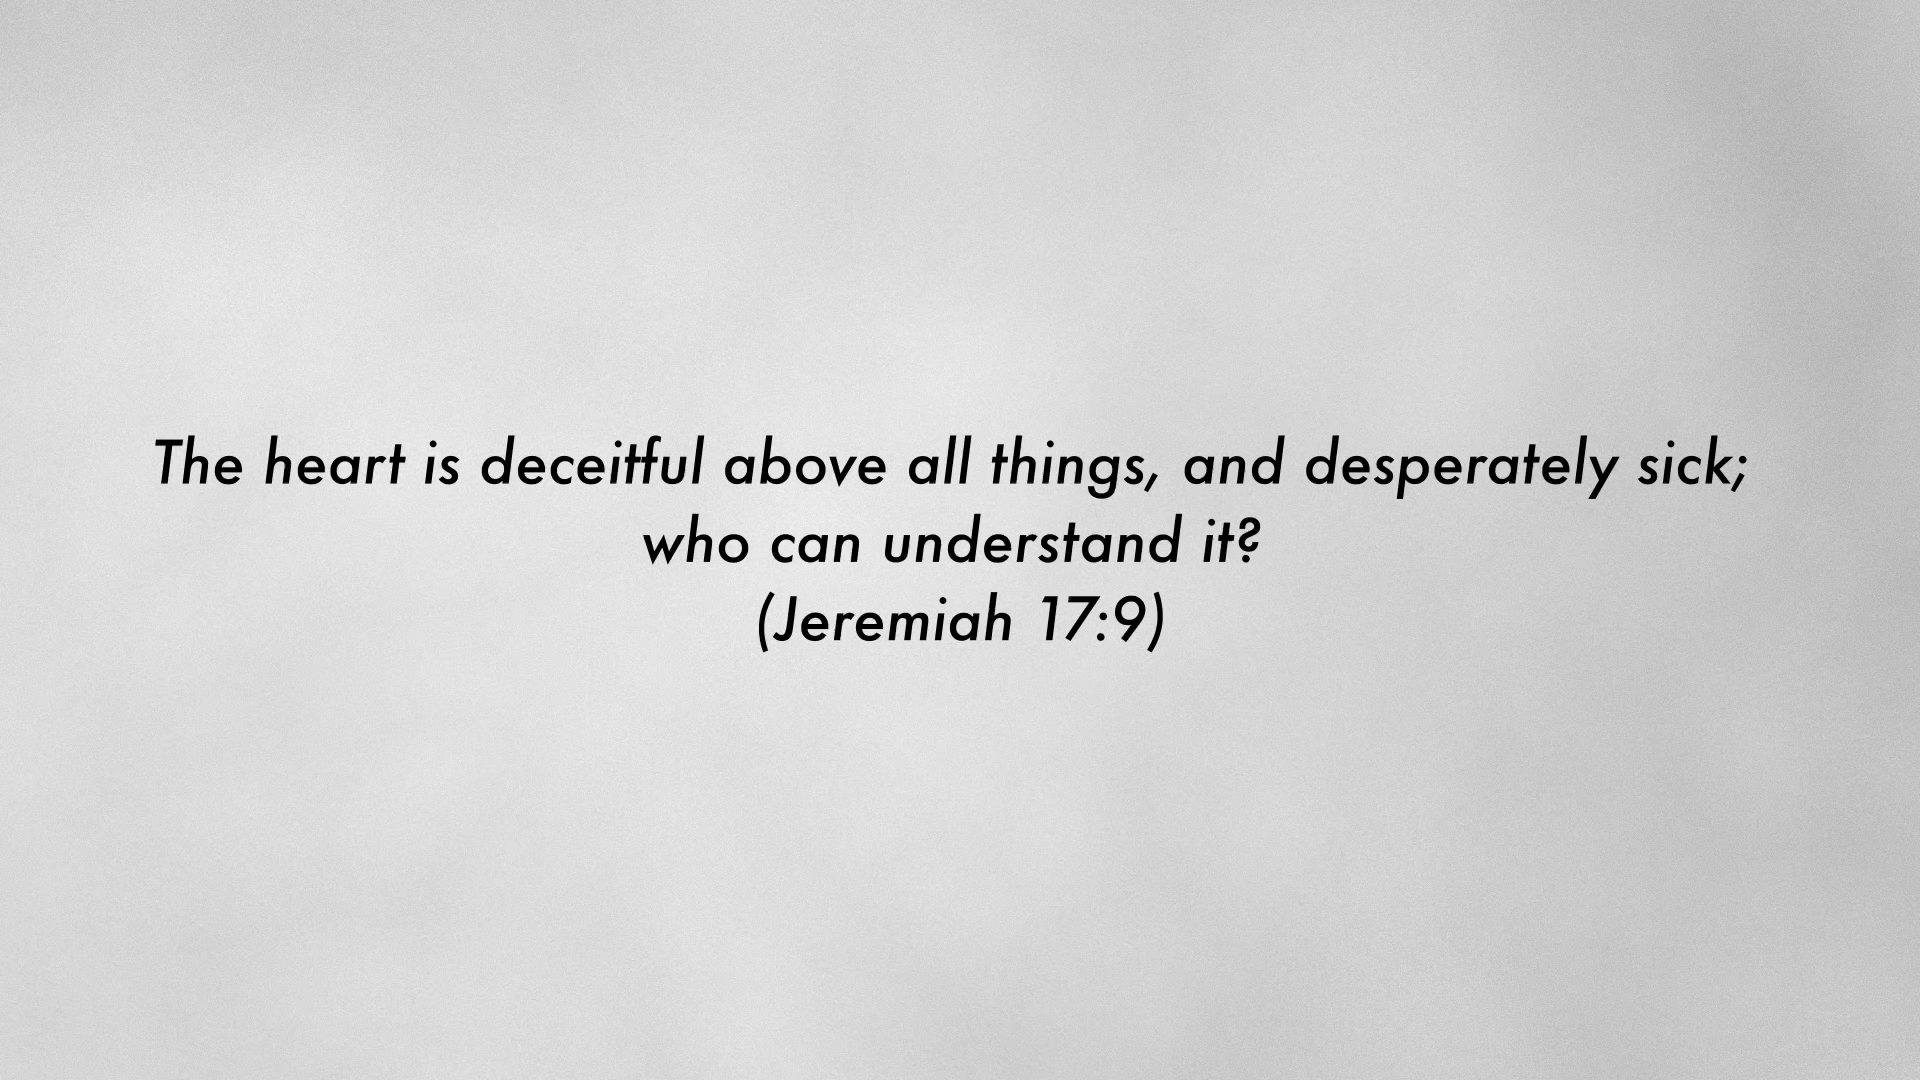 The heart is deceitful above all things, and desperately sick;
who can understand it?
(Jeremiah 17:9)